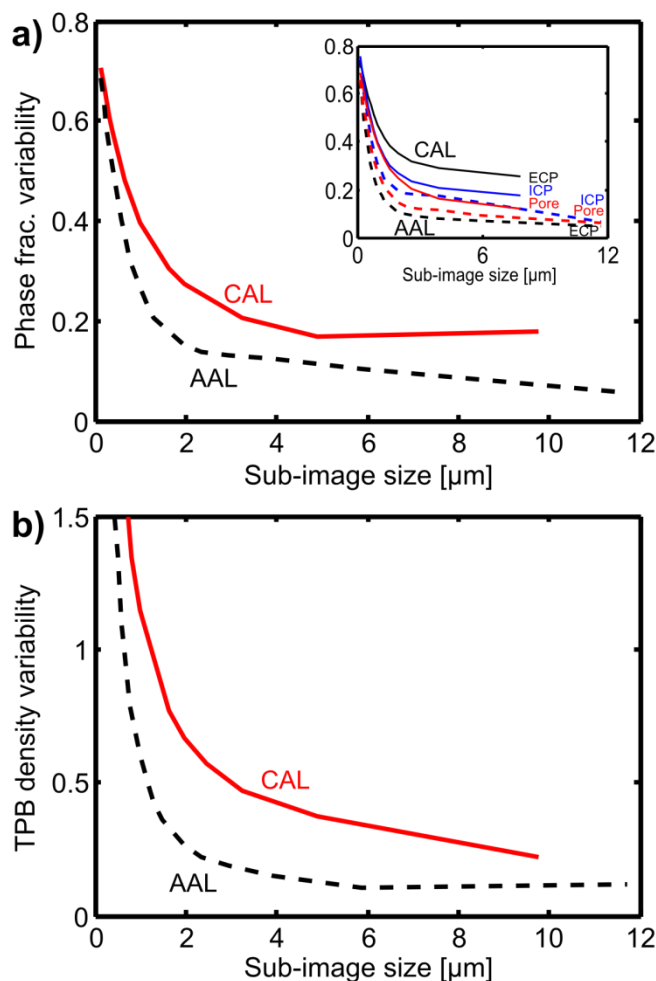 a)
0.8
0.6
0.4
0.2
0
Phase frac. variability
0 2 4 6 8 10 12
Sub-image size [µm]
CAL
AAL
0.8
0.6
0.4
0.2
0
0 6 12
Sub-image size [µm]
CAL
ECP
ICP
Pore
ICP
Pore
ECP
AAL
b)
1.5
1
0.5
0
TPB density variability
0 2 4 6 8 10 12
Sub-image size [µm]
CAL
AAL